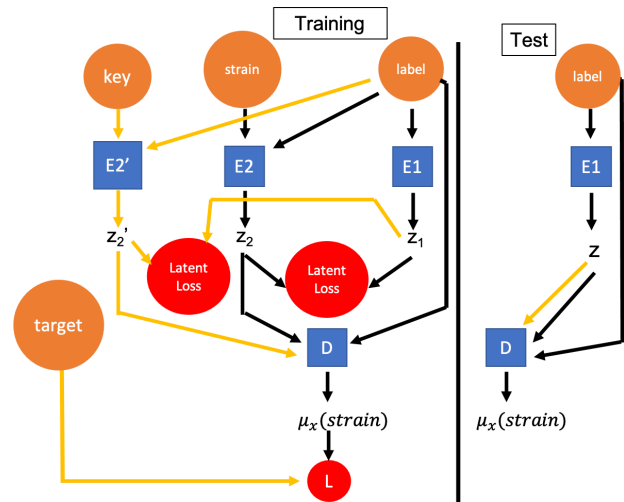 Training
Test
key
strain
label
label
E2'
E2
E1
E1
z₂'
z₂
z₁
z
Latent
Loss
Latent
Loss
target
D
D
μₓ(strain)
μₓ(strain)
L